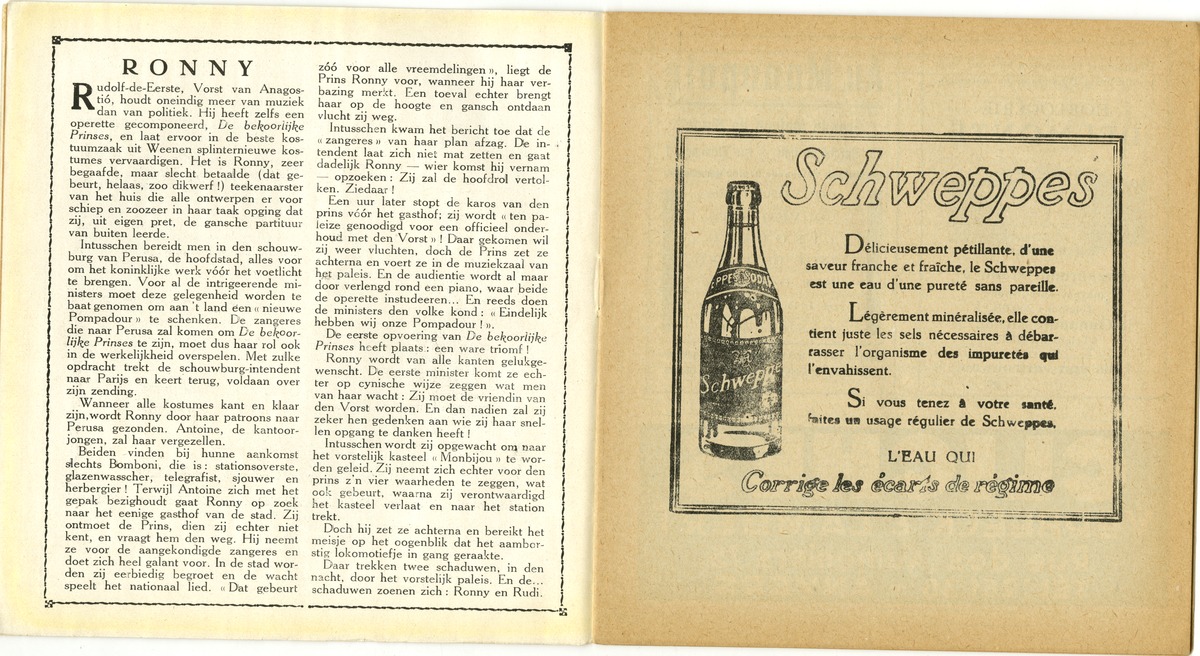 RONNY
Rudolf-de-Eerste, Vorst van Anagos-
tió, houdt oneindig meer van muziek
dan van politiek. Hij heeft zelfs een
operette gecomponeerd, De bekoorlijke
Prinses, en laat ervoor in de beste kos-
tuumzaak uit Weenen splinternieuwe kos-
tumes vervaardigen. Het is Ronny, zeer
begaafde, maar slecht betaalde (dat ge-
beurt, helaas, zoo dikwerf !) teekenaarster
van het huis die alle ontwerpen er voor
schiep en zoozeer in haar taak opging dat
zij, uit eigen pret, de gansche partituur
van buiten leerde.
Intusschen bereidt men in den schouw-
burg van Perusa, de hoofdstad, alles voor
om het koninklijke werk vóór het voetlicht
te brengen. Voor al de intrigeerende mi-
nisters moet deze gelegenheid worden te
baat genomen om aan 't land een « nieuwe
Pompadour » te schenken. De zangeres
die naar Perusa zal komen om De bekoor-
lijke Prinses te zijn, moet dus haar rol ook
in de werkelijkheid overspelen. Met zulke
opdracht trekt de schouwburg-intendent
naar Parijs en keert terug, voldaan over
zijn zending.
Wanneer alle kostumes kant en klaar
zijn, wordt Ronny door haar patroons naar
Perusa gezonden. Antoine, de kantoor-
jongen, zal haar vergezellen.
Beiden vinden bij hunne aankomst
slechts Bomboni, die is : stationsoverste,
glazenwasscher, telegrafist, sjouwer en
herbergier ! Terwijl Antoine zich met het
gepak bezighoudt gaat Ronny op zoek
naar het eenige gasthof van de stad. Zij
ontmoet de Prins, dien zij echter niet
kent, en vraagt hem den weg. Hij neemt
ze voor de aangekondigde zangeres en
doet zich heel galant voor. In de stad wor-
den zij eerbiedig begroet en de wacht
speelt het nationaal lied. « Dat gebeurt
zóó voor alle vreemdelingen », liegt de
Prins Ronny voor, wanneer hij haar ver-
bazing merkt. Een toeval echter brengt
haar op de hoogte en gansch ontdaan
vlucht zij weg.
Intusschen kwam het bericht toe dat de
« zangeres » van haar plan afzag. De in-
tendent laat zich niet mat zetten en gaat
dadelijk Ronny — wier komst hij vernam
— opzoeken : Zij zal de hoofdrol vertol-
ken. Ziedaar !
Een uur later stopt de karos van den
prins vóór het gasthof; zij wordt « ten pa-
leize genoodigd voor een officieel onder-
houd met den Vorst » ! Daar gekomen wil
zij weer vluchten, doch de Prins zet ze
achterna en voert ze in de muziekzaal van
het paleis. En de audientie wordt al maar
door verlengd rond een piano, waar beide
de operette instudeeren... En reeds doen
de ministers den volke kond : « Eindelijk
hebben wij onze Pompadour ! ».
De eerste opvoering van De bekoorlijke
Prinses heeft plaats : een ware triomf !
Ronny wordt van alle kanten gelukge-
wenscht. De eerste minister komt ze ech-
ter op cynische wijze zeggen wat men
van haar wacht : Zij moet de vriendin van
den Vorst worden. En dan nadien zal zij
zeker hen gedenken aan wie zij haar snel-
len opgang te danken heeft !
Intusschen wordt zij opgewacht om naar
het vorstelijk kasteel « Monbijou » te wor-
den geleid. Zij neemt zich echter voor den
prins z'n vier waarheden te zeggen, wat
ook gebeurt, waarna zij verontwaardigd
het kasteel verlaat en naar het station
trekt.
Doch hij zet ze achterna en bereikt het
meisje op het oogenblik dat het aambor-
stig lokomotiefje in gang geraakte.
Daar trekken twee schaduwen, in den
nacht, door het vorstelijk paleis. En de...
schaduwen zoenen zich : Ronny en Rudi.
Schweppes
Délicieusement pétillante, d'une
saveur franche et fraîche, le Schweppes
est une eau d'une pureté sans pareille.
Légèrement minéralisée, elle con-
tient juste les sels nécessaires à débar-
rasser l'organisme des impuretés qui
l'envahissent.
Si vous tenez à votre santé,
faites un usage régulier de Schweppes,
L'EAU QUI
Corrige les écarts de régime
Schweppes